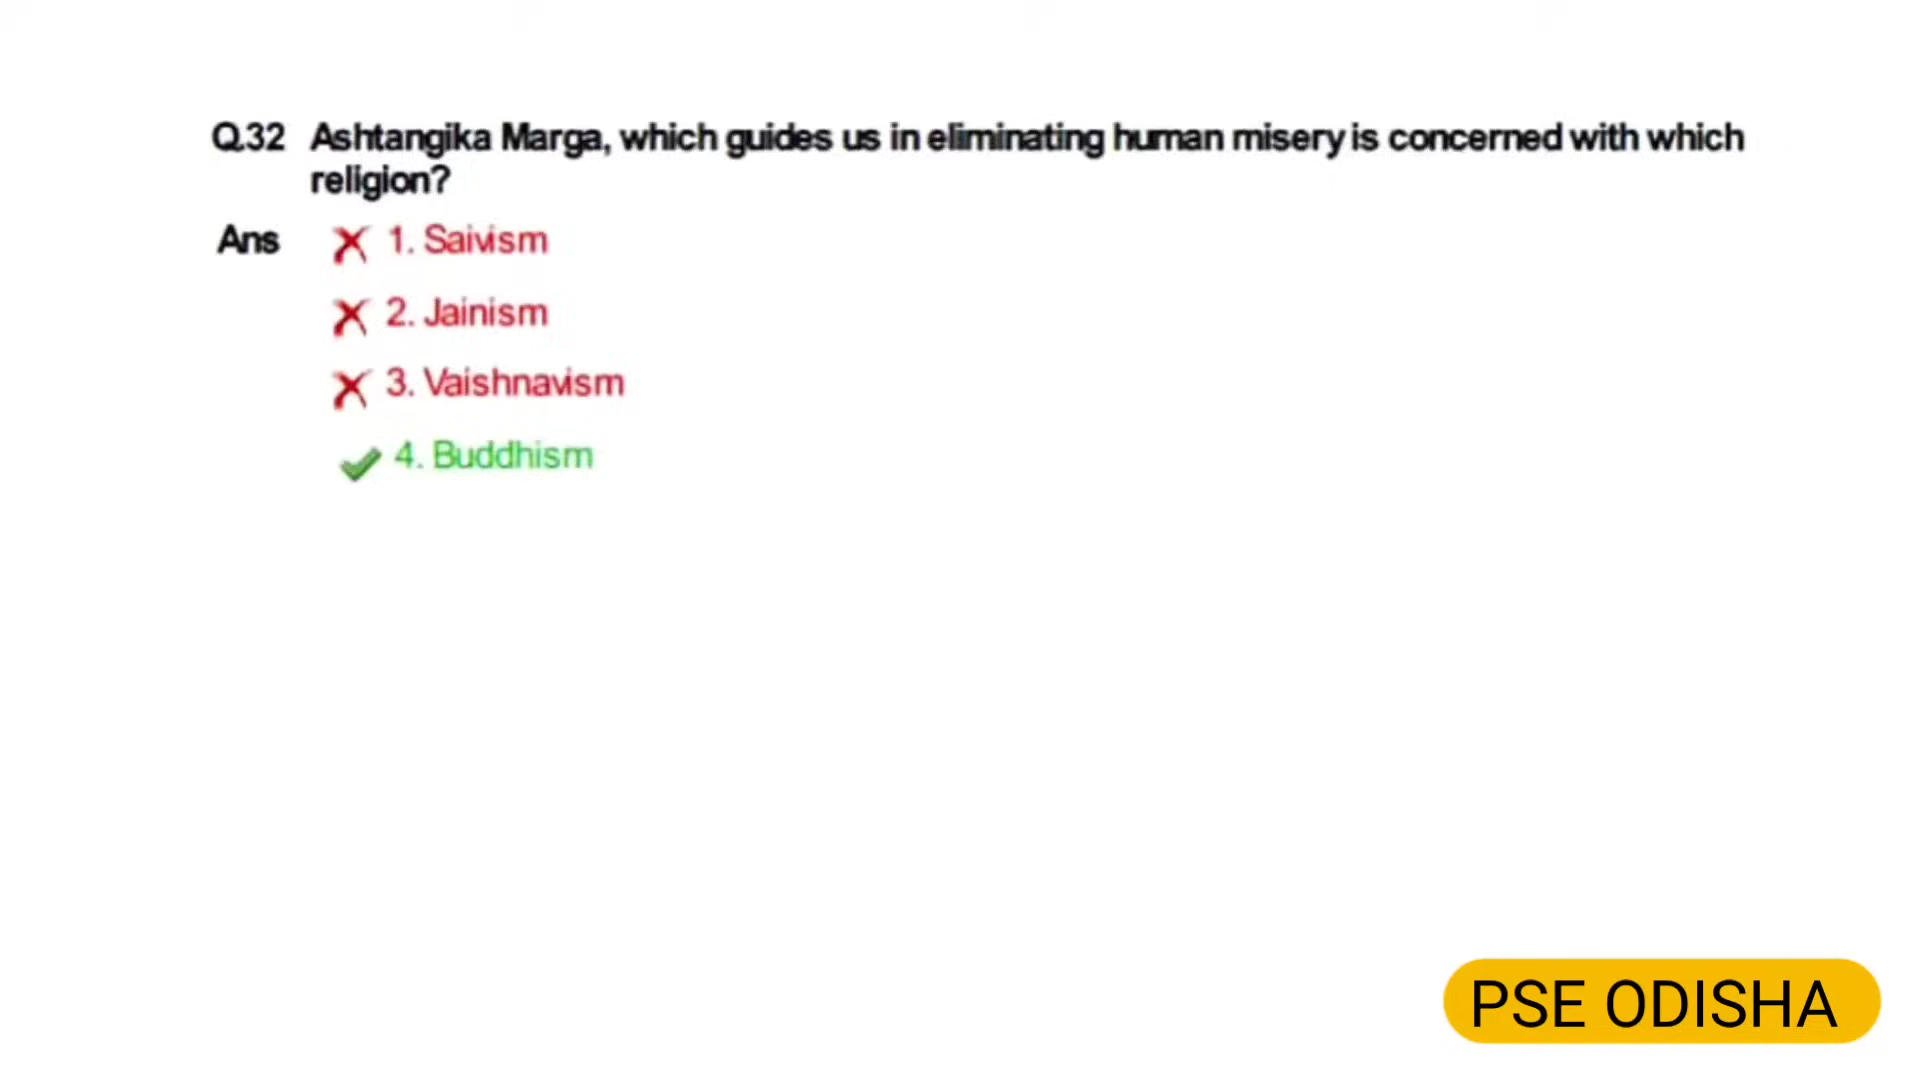 Q.32 Ashtangika Marga, which guides us in eliminating human misery is concerned with which
religion?
Ans 1. Saivism
2. Jainism
3. Vaishnavism
4. Buddhism
PSE ODISHA